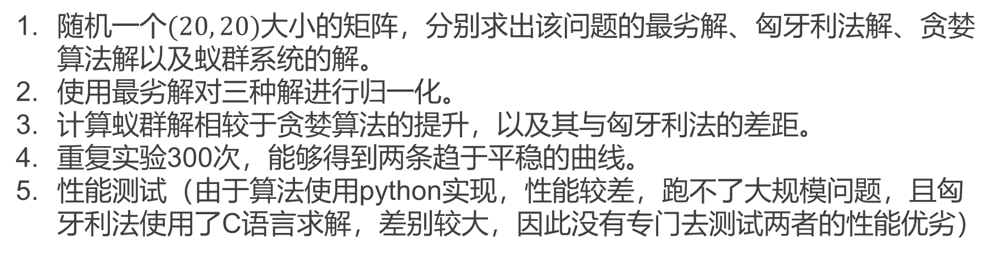 1. 随机一个(20,20)大小的矩阵，分别求出该问题的最劣解、匈牙利法解、贪婪
算法解以及蚁群系统的解。
2. 使用最劣解对三种解进行归一化。
3. 计算蚁群解相较于贪婪算法的提升，以及其与匈牙利法的差距。
4. 重复实验300次，能够得到两条趋于平稳的曲线。
5. 性能测试（由于算法使用python实现，性能较差，跑不了大规模问题，且匈
牙利法使用了C语言求解，差别较大，因此没有专门去测试两者的性能优劣）